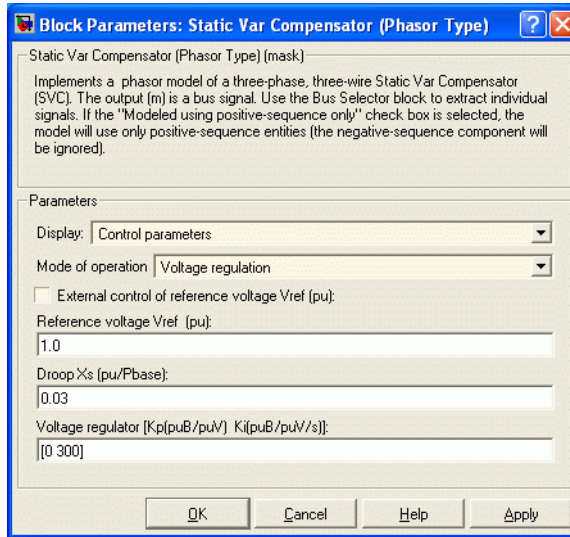 Block Parameters: Static Var Compensator (Phasor Type)
Static Var Compensator (Phasor Type) (mask)
Implements a phasor model of a three-phase, three-wire Static Var Compensator
(SVC). The output (m) is a bus signal. Use the Bus Selector block to extract individual
signals. If the "Modeled using positive-sequence only" check box is selected, the
model will use only positive-sequence entities (the negative-sequence component will
be ignored).
Parameters
Display: Control parameters
Mode of operation Voltage regulation
External control of reference voltage Vref (pu):
Reference voltage Vref (pu):
1.0
Droop Xs (pu/Pbase):
0.03
Voltage regulator [Kp(puB/puV) Ki(puB/puV/s)]:
[0 300]
OK Cancel Help Apply